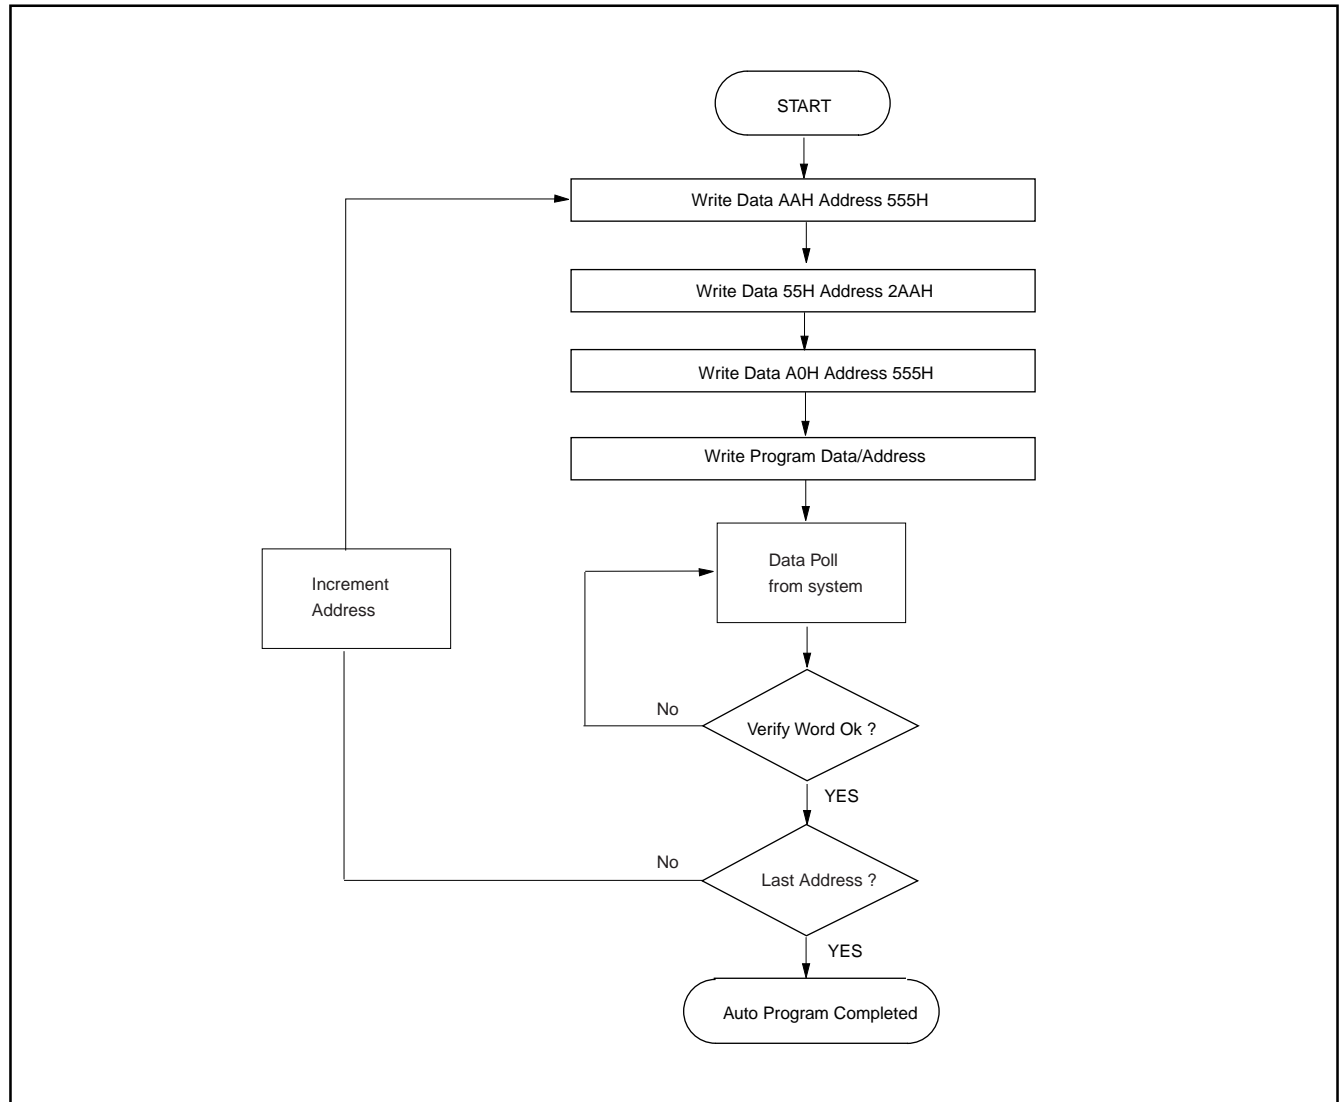 START
Write Data AAH Address 555H
Write Data 55H Address 2AAH
Write Data A0H Address 555H
Write Program Data/Address
Data Poll
from system
Increment
Address
No
Verify Word Ok ?
YES
No
Last Address ?
YES
Auto Program Completed